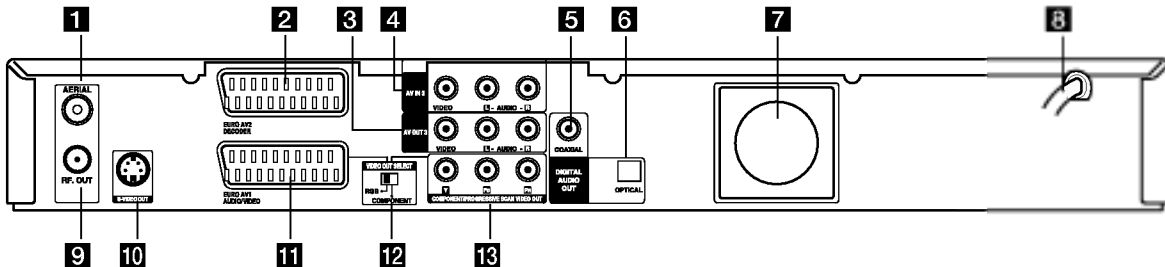 1 2 3 4 5 6 7 8
AERIAL
RF. OUT
S-VIDEO OUT
EURO AV2
DECODER
EURO AV1
AUDIO/VIDEO
AV IN 3
VIDEO L - AUDIO - R
AV OUT 3
VIDEO L - AUDIO - R
COAXIAL
DIGITAL
AUDIO
OUT
OPTICAL
VIDEO OUT SELECT
RGB
COMPONENT
Y
COMPONENT/PROGRESSIVE SCAN VIDEO OUT
9 10 11 12 13